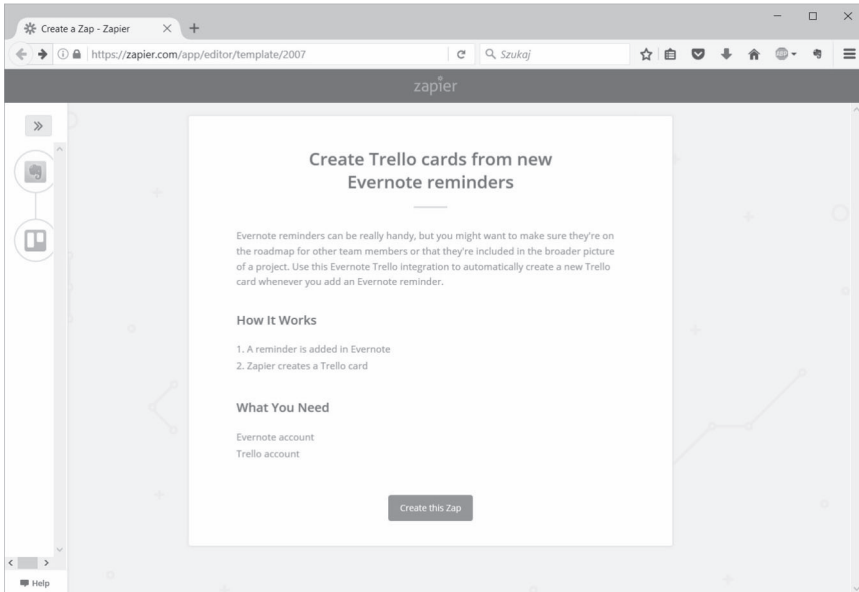 Create a Zap - Zapier
https://zapier.com/app/editor/template/2007
Szukaj
zapier
Create Trello cards from new
Evernote reminders
Evernote reminders can be really handy, but you might want to make sure they're on
the roadmap for other team members or that they're included in the broader picture
of a project. Use this Evernote Trello integration to automatically create a new Trello
card whenever you add an Evernote reminder.
How It Works
1. A reminder is added in Evernote
2. Zapier creates a Trello card
What You Need
Evernote account
Trello account
Create this Zap
Help